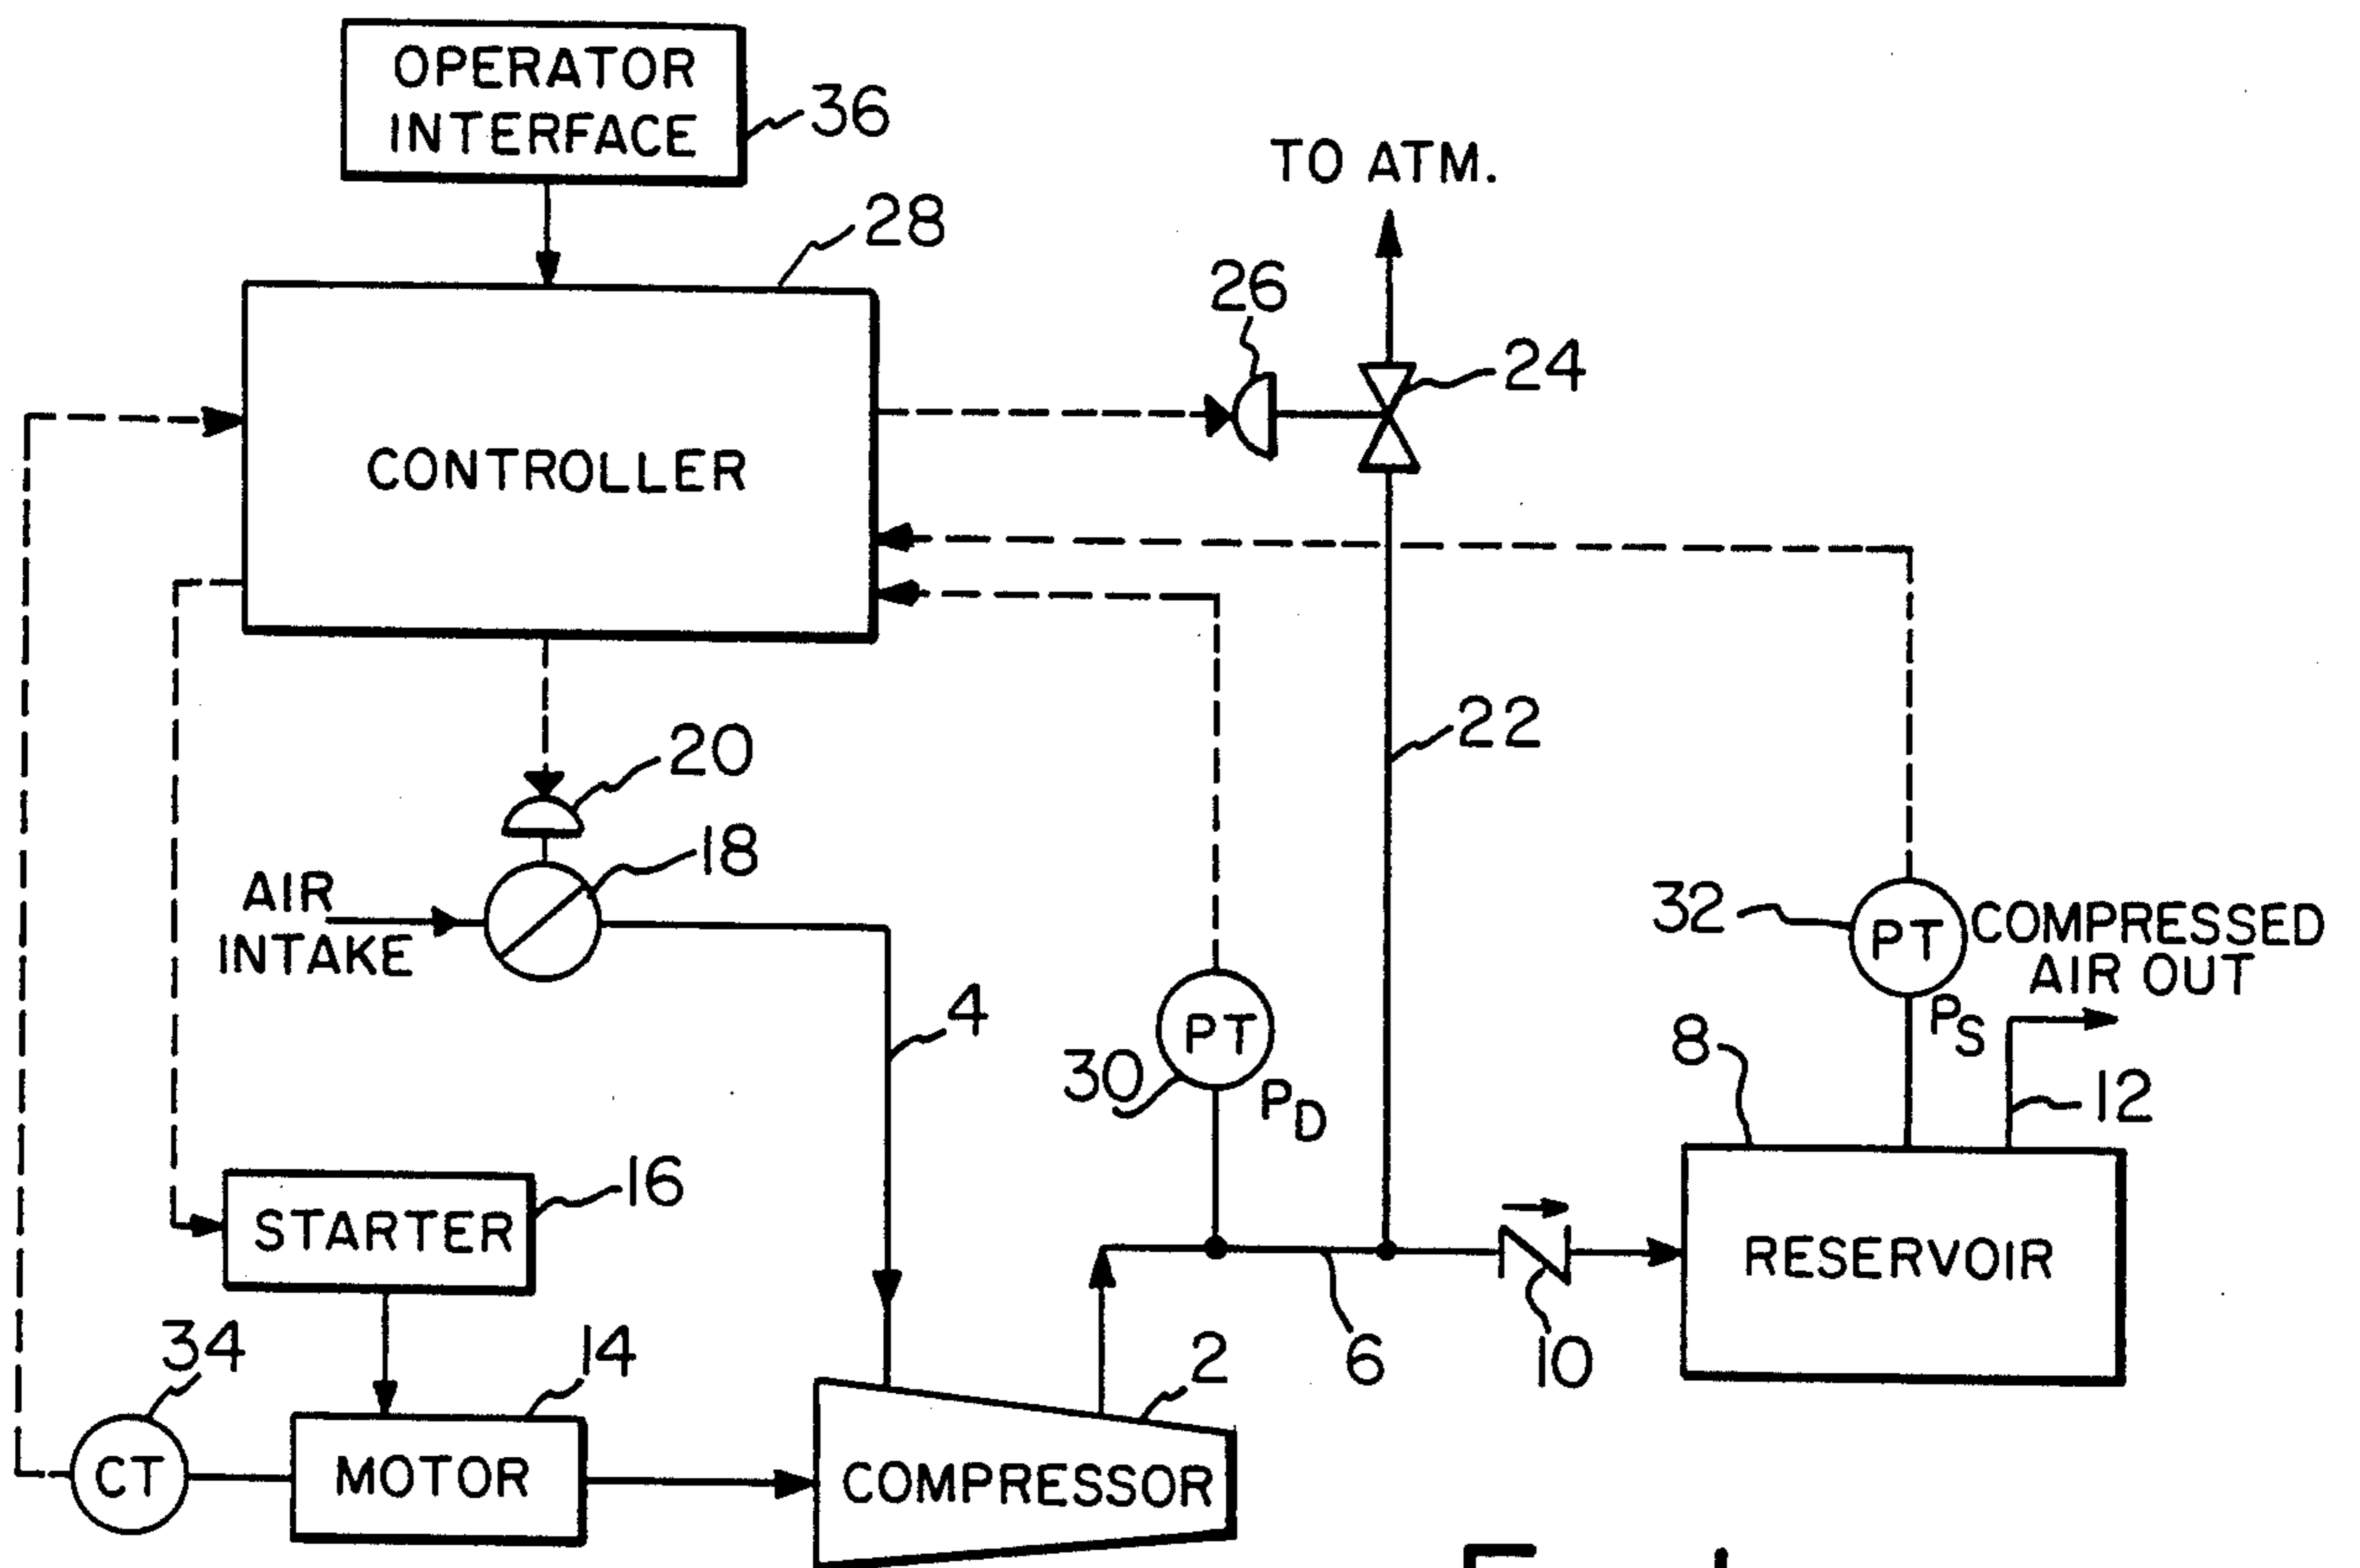 OPERATOR
INTERFACE
36
28
TO ATM.
26
24
CONTROLLER
22
20
18
AIR
INTAKE
4
PT
30
PD
32
PT
COMPRESSED
AIR OUT
PS
8
12
16
STARTER
RESERVOIR
34
14
2
6
10
CT
MOTOR
COMPRESSOR